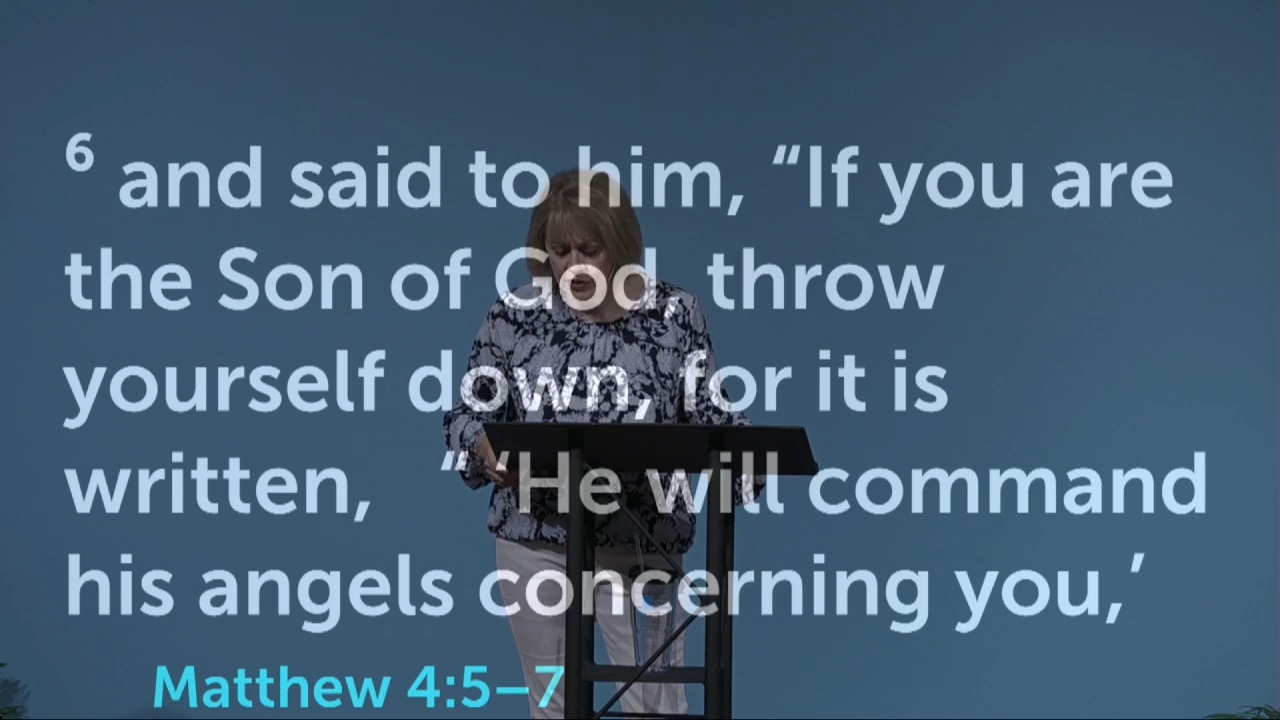 6 and said to him, “If you are
the Son of God, throw
yourself down, for it is
written, “ ‘He will command
his angels concerning you,’
Matthew 4:5–7